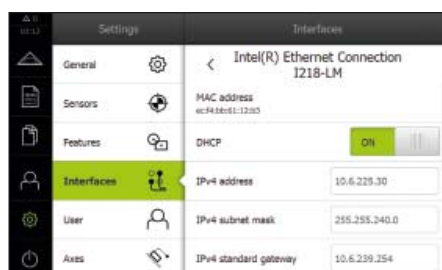 Settings
Interfaces
General
Intel(R) Ethernet Connection
I218-LM
Sensors
MAC address
Features
DHCP
ON
Interfaces
IPv4 address
10.6.225.30
User
IPv4 subnet mask
255.255.240.0
Axes
IPv4 standard gateway
10.6.239.254